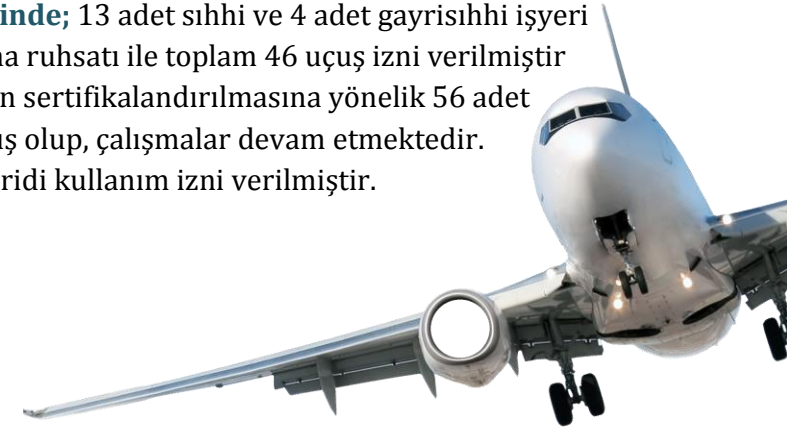 inde; 13 adet sıhhi ve 4 adet gayrisıhhi işyeri
a ruhsatı ile toplam 46 uçuş izni verilmiştir
n sertifikalandırılmasına yönelik 56 adet
ış olup, çalışmalar devam etmektedir.
ridi kullanım izni verilmiştir.